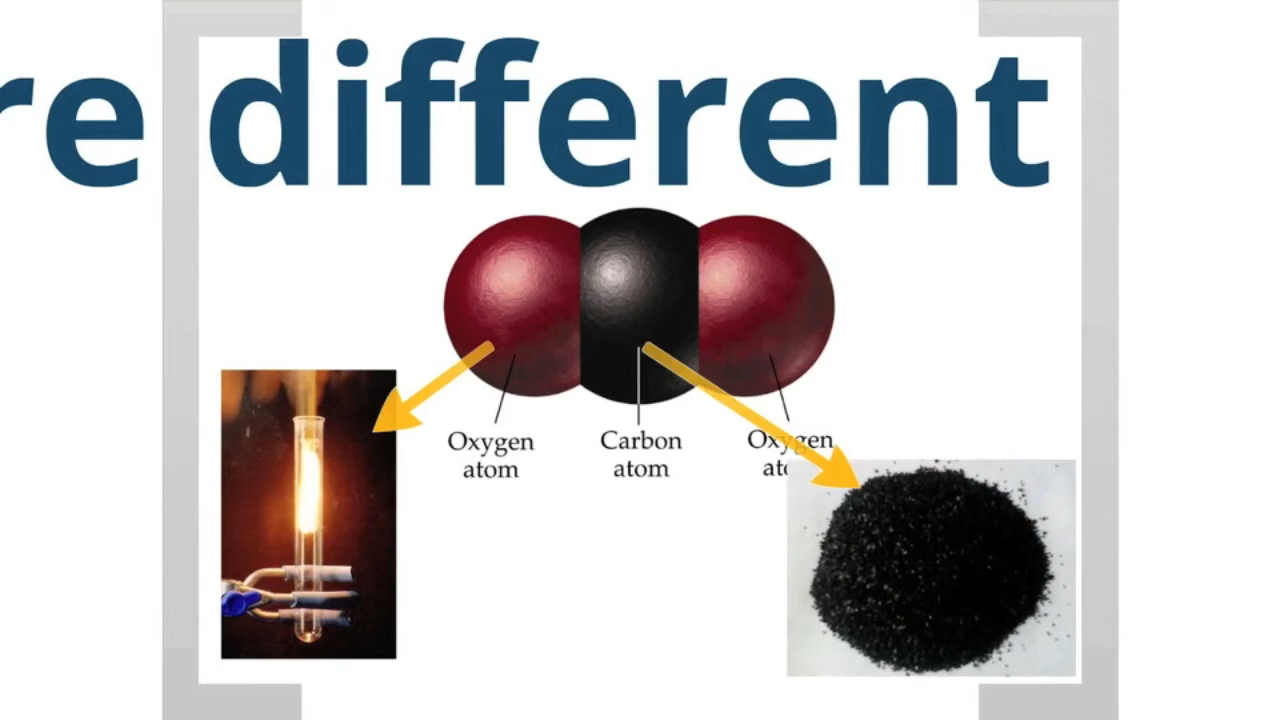 re different
Oxygen atom
Carbon atom
Oxygen